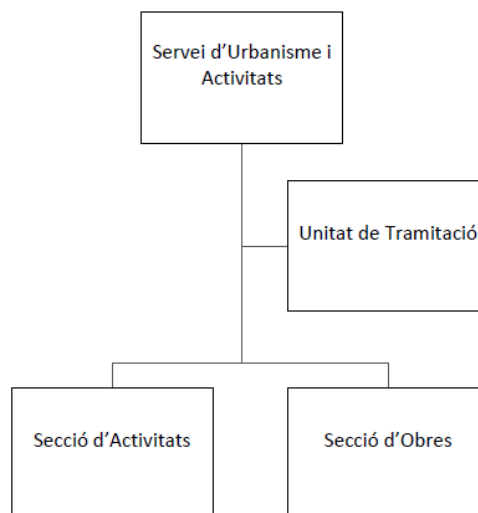 Servei d’Urbanisme i
Activitats
Unitat de Tramitació
Secció d’Activitats
Secció d’Obres